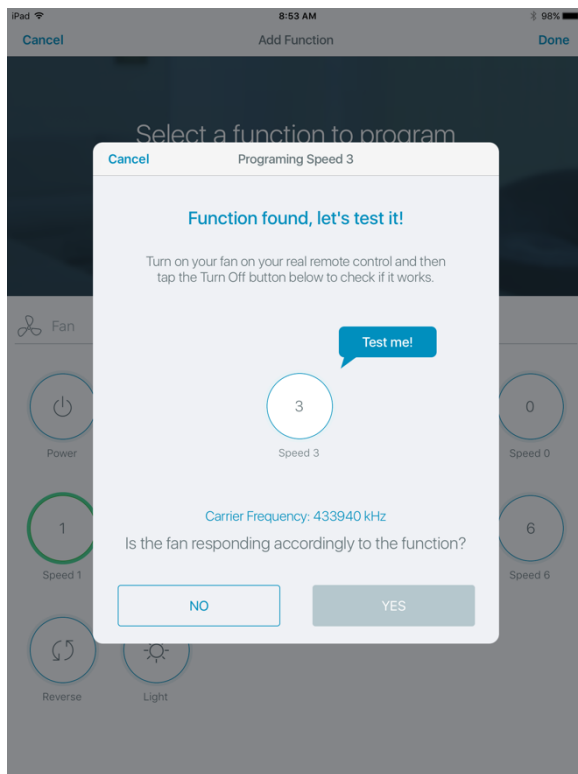 iPad 8:53 AM 98%
Cancel Add Function Done
Select a function to program
Cancel Programing Speed 3
Function found, let's test it!
Turn on your fan on your real remote control and then
tap the Turn Off button below to check if it works.
Fan
Test me!
3
0
Power
Speed 3
Speed 0
Carrier Frequency: 433940 kHz
1
6
Is the fan responding accordingly to the function?
Speed 1
Speed 6
NO YES
Reverse
Light